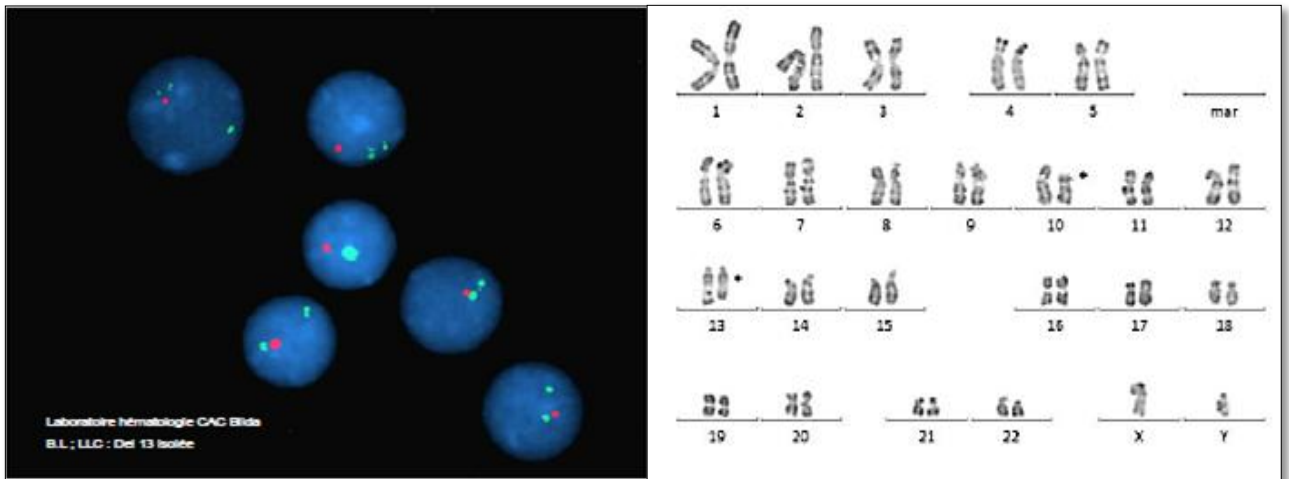 Laboratoire hématologie CAC Blida
B.L ; LLC : Del 13 Isolée
1 2 3 4 5 mar
6 7 8 9 10 11 12
13 14 15 16 17 18
19 20 21 22 X Y